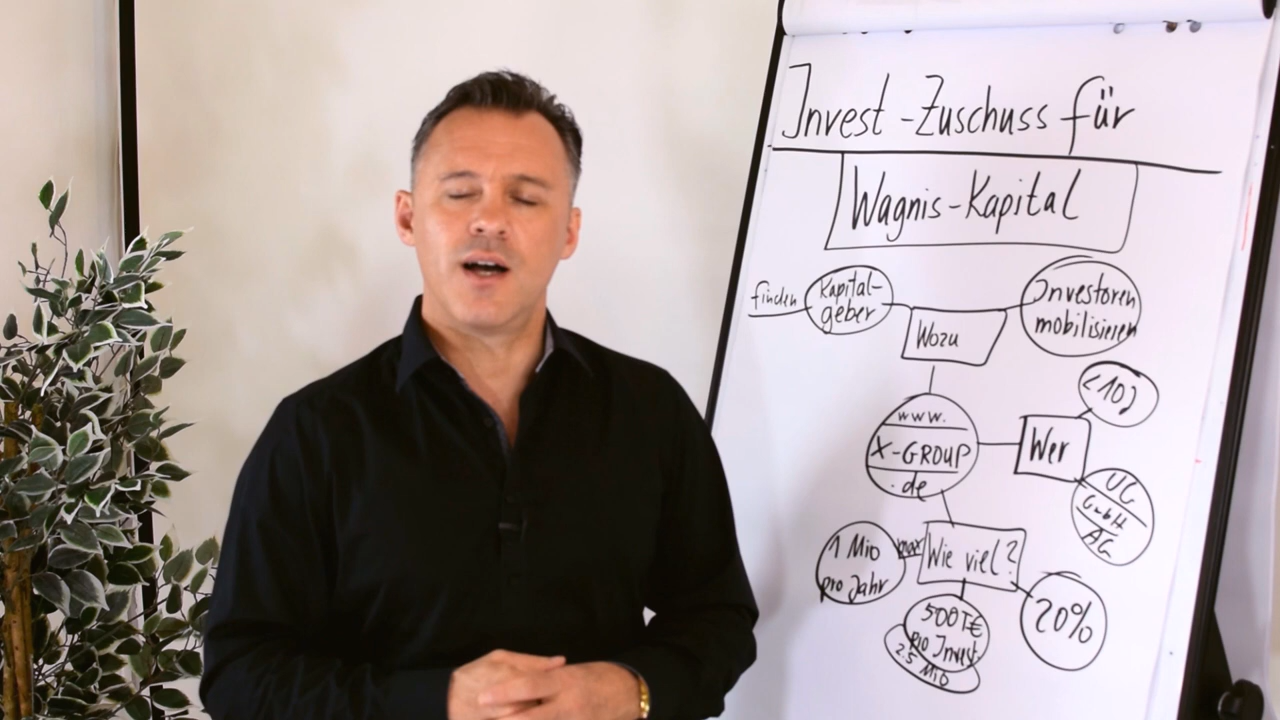 Invest-Zuschuss für
Wagnis-Kapital
finden
Kapital-
geber
Wozu
Investoren
mobilisieren
www.
X-GROUP
.de
Wer
<10J
UG
GmbH
AG
1 Mio
pro Jahr
max
Wie viel?
500T€
pro Invest
2.5 Mio
20%